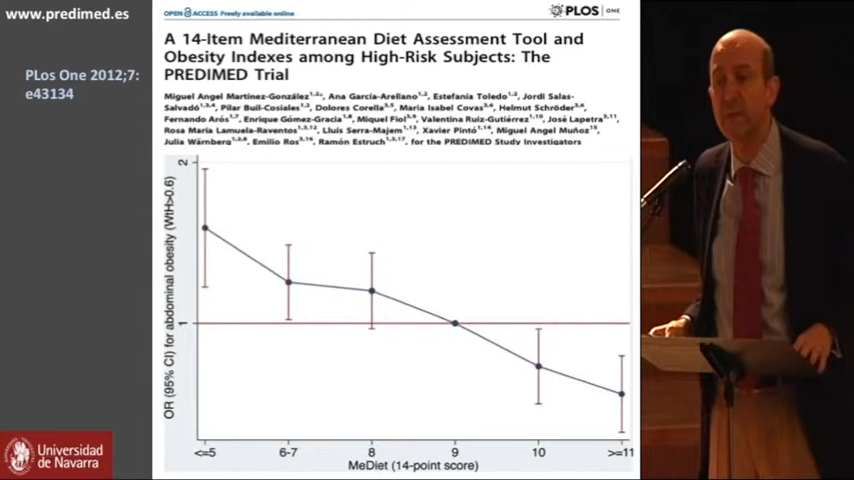 www.predimed.es
PLos One 2012;7:
e43134
OPEN ACCESS Freely available online
PLOS ONE
A 14-Item Mediterranean Diet Assessment Tool and
Obesity Indexes among High-Risk Subjects: The
PREDIMED Trial
Miguel Angel Martínez-González, Ana García-Arellano, Estefanía Toledo, Jordi Salas-
Salvadó, Pilar Buil-Cosiales, Dolores Corella, Maria Isabel Covas, Helmut Schröder,
Fernando Arós, Enrique Gómez-Gracia, Miquel Fiol, Valentina Ruiz-Gutiérrez, José Lapetra,
Rosa Maria Lamuela-Raventos, Lluís Serra-Majem, Xavier Pintó, Miguel Angel Muñoz,
Julia Wärnberg, Emilio Ros, Ramón Estruch, for the PREDIMED Study Investigators
OR (95% CI) for abdominal obesity (WtH>0.6)
2
1
<=5 6-7 8 9 10 >=11
MeDiet (14-point score)
Universidad
de Navarra